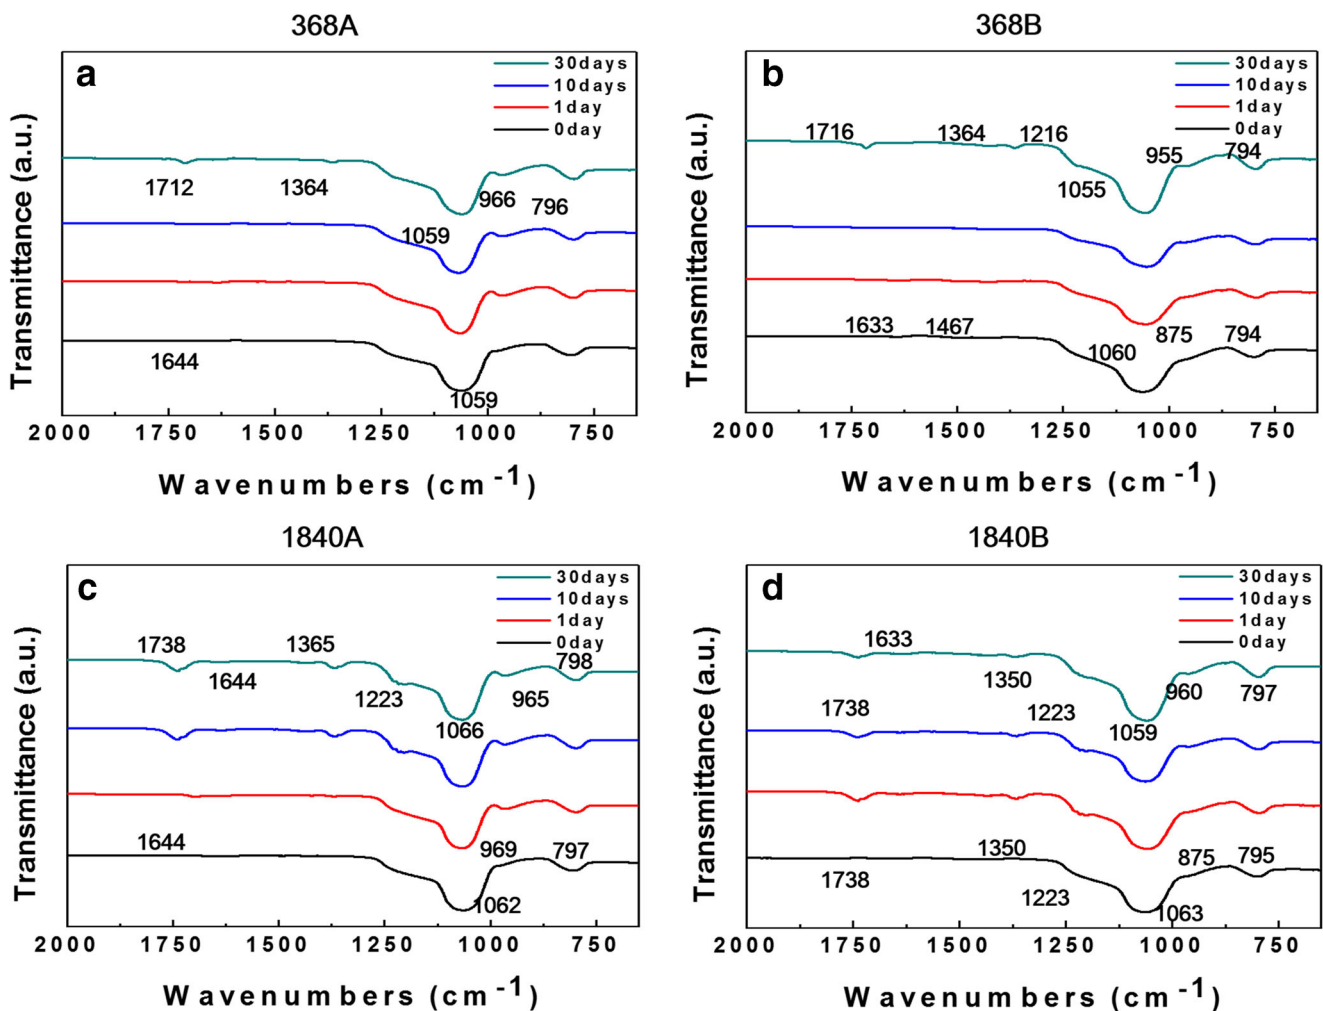 368A
a
30days
10days
1day
0day
1712
1364
966
796
1059
1644
1059
Transmittance (a.u.)
2000 1750 1500 1250 1000 750
Wavenumbers (cm-1)
368B
b
30days
10days
1day
0day
1716
1364
1216
955
794
1055
1633
1467
875
794
1060
Transmittance (a.u.)
2000 1750 1500 1250 1000 750
Wavenumbers (cm-1)
1840A
c
30days
10days
1day
0day
1738
1365
798
1644
1223
965
1066
1644
969
797
1062
Transmittance (a.u.)
2000 1750 1500 1250 1000 750
Wavenumbers (cm-1)
1840B
d
30days
10days
1day
0day
1633
1350
960
797
1738
1223
1059
1350
875
795
1738
1223
1063
Transmittance (a.u.)
2000 1750 1500 1250 1000 750
Wavenumbers (cm-1)